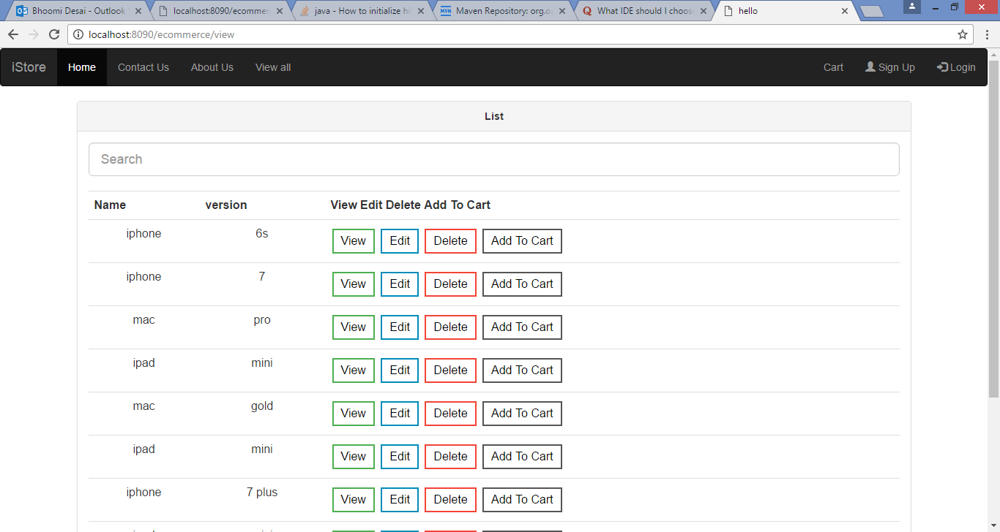 Bhoomi Desai - Outlook localhost:8090/ecommer java - How to initialize hi Maven Repository: org.o What IDE should I choos hello
localhost:8090/ecommerce/view
iStore Home Contact Us About Us View all Cart Sign Up Login
List
Search
Name version View Edit Delete Add To Cart
iphone 6s View Edit Delete Add To Cart
iphone 7 View Edit Delete Add To Cart
mac pro View Edit Delete Add To Cart
ipad mini View Edit Delete Add To Cart
mac gold View Edit Delete Add To Cart
ipad mini View Edit Delete Add To Cart
iphone 7 plus View Edit Delete Add To Cart